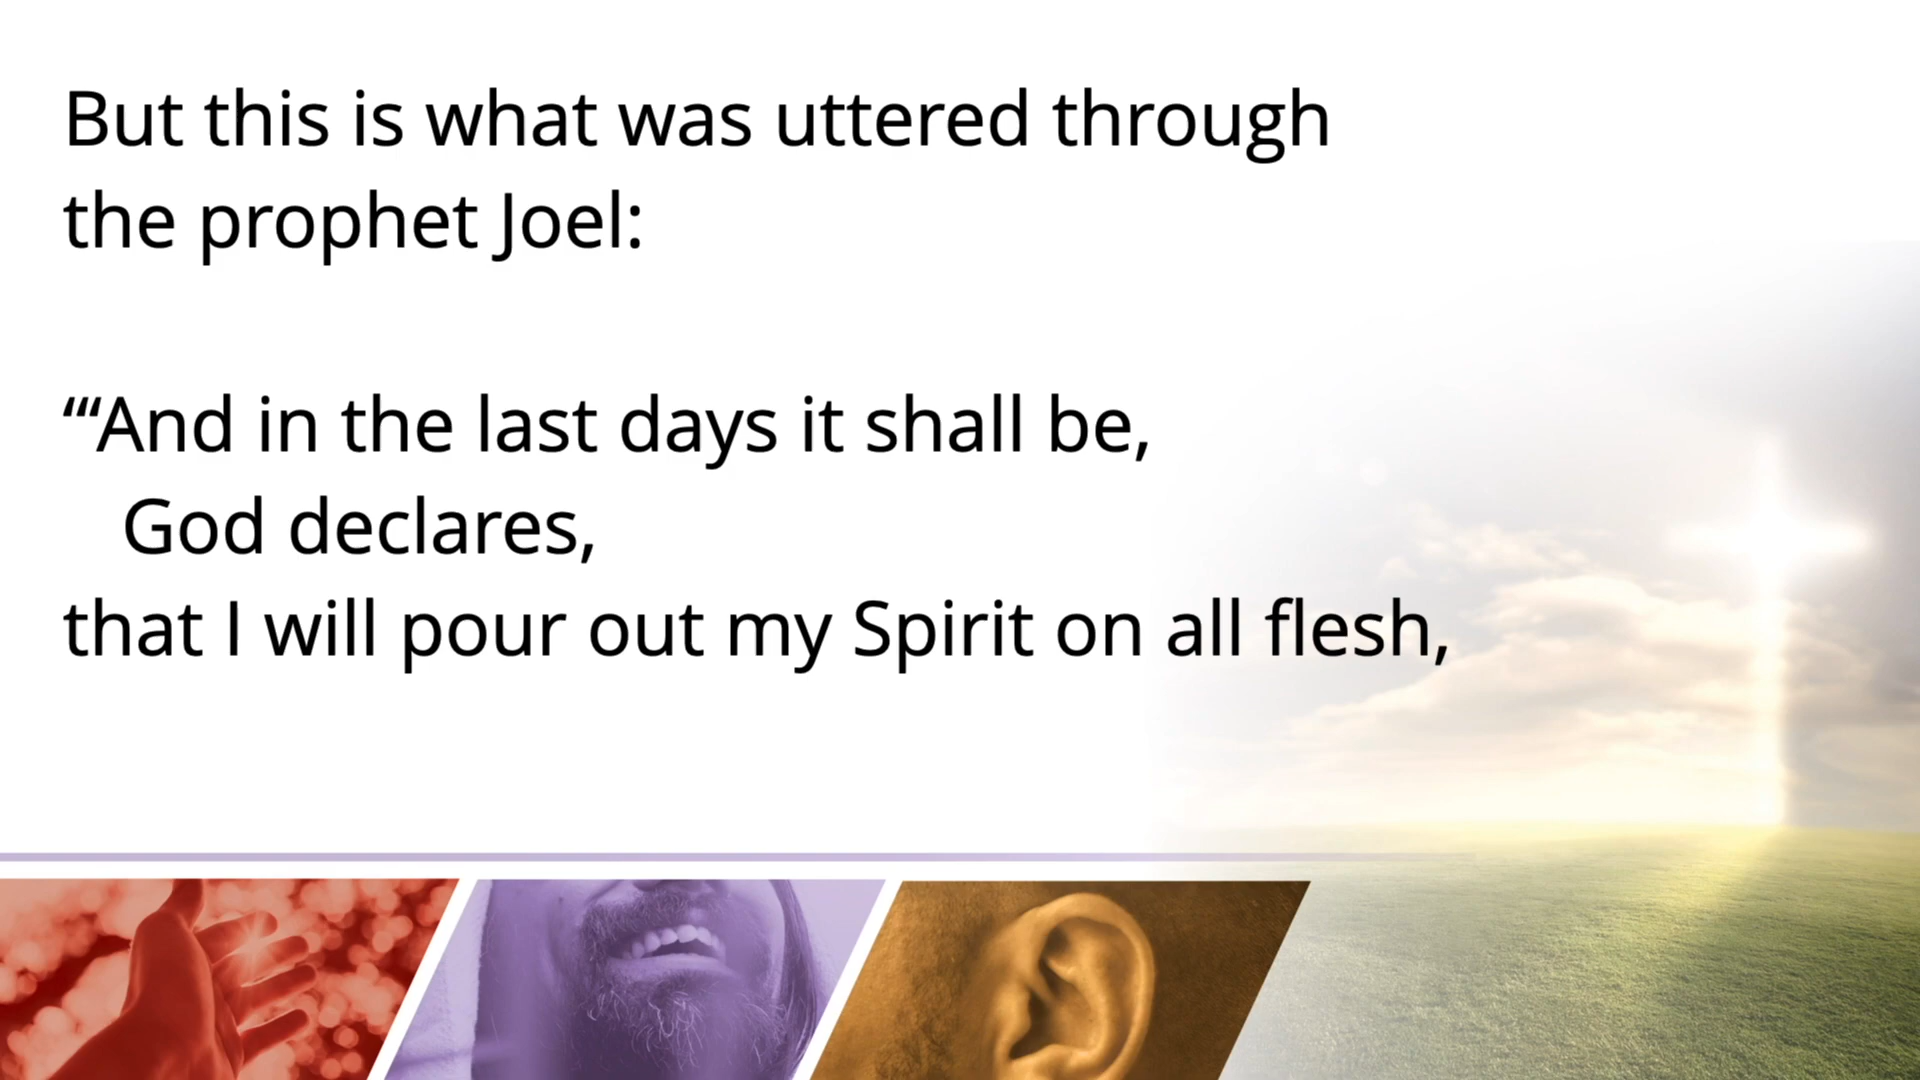 But this is what was uttered through
the prophet Joel:
“‘And in the last days it shall be,
God declares,
that I will pour out my Spirit on all flesh,